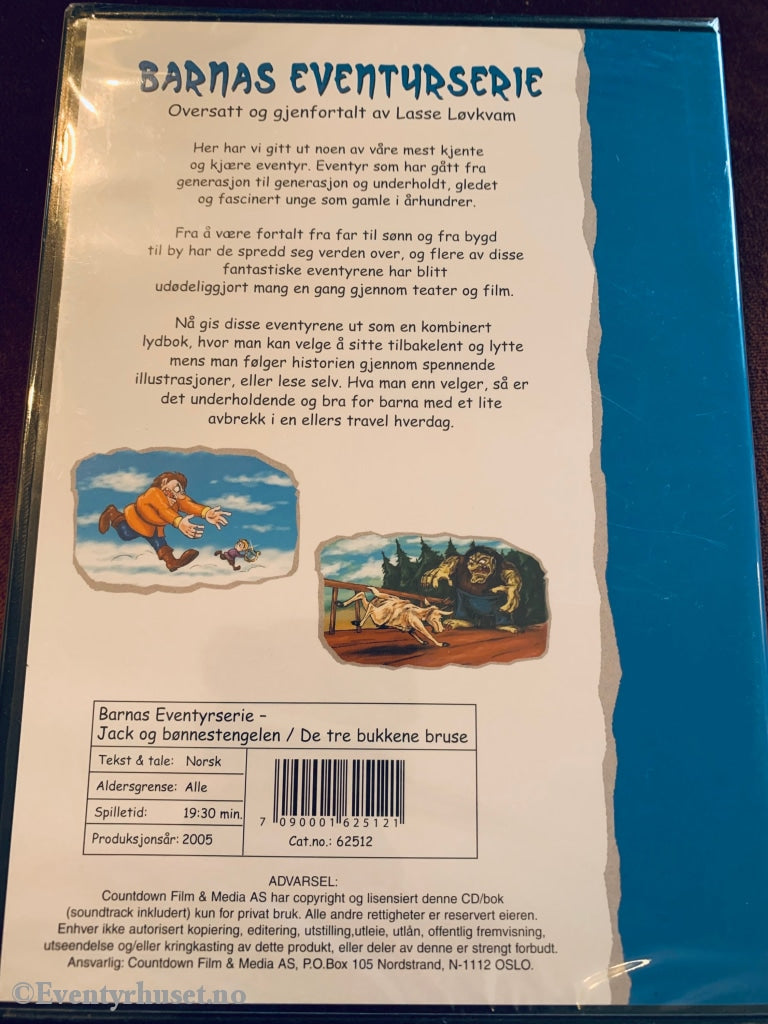 BARNAS EVENTYRSERIE
Oversatt og gjenfortalt av Lasse Løvkvam
Her har vi gitt ut noen av våre mest kjente
og kjære eventyr. Eventyr som har gått fra
generasjon til generasjon og underholdt, gledet
og fascinert unge som gamle i århundrer.
Fra å være fortalt fra far til sønn og fra bygd
til by har de spredd seg verden over, og flere av disse
fantastiske eventyrene har blitt
udødeliggjort mang en gang gjennom teater og film.
Nå gis disse eventyrene ut som en kombinert
lydbok, hvor man kan velge å sitte tilbakelent og lytte
mens man følger historien gjennom spennende
illustrasjoner, eller lese selv. Hva man enn velger, så er
det underholdende og bra for barna med et lite
avbrekk i en ellers travel hverdag.
Barnas Eventyrserie –
Jack og bønnestengelen / De tre bukkene bruse
Tekst & tale: Norsk
Aldersgrense: Alle
Spilletid: 19:30 min.
Produksjonsår: 2005
7 090001 625121
Cat.no.: 62512
ADVARSEL:
Countdown Film & Media AS har copyright og lisensiert denne CD/bok
(soundtrack inkludert) kun for privat bruk. Alle andre rettigheter er reservert eieren.
Enhver ikke autorisert kopiering, editering, utstilling,utleie, utlån, offentlig fremvisning,
utseendelse og/eller kringkasting av dette produkt, eller deler av denne er strengt forbudt.
Ansvarlig: Countdown Film & Media AS, P.O.Box 105 Nordstrand, N-1112 OSLO.
©Eventyrhuset.no